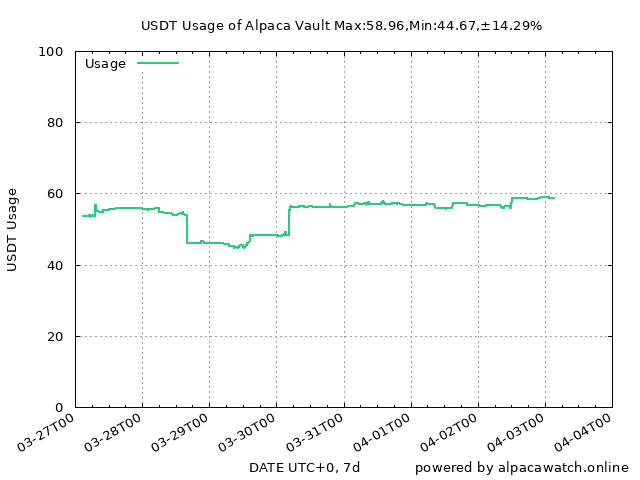 USDT Usage of Alpaca Vault Max:58.96,Min:44.67,±14.29%
Usage
100
80
60
40
20
0
USDT Usage
03-27T00
03-28T00
03-29T00
03-30T00
03-31T00
04-01T00
04-02T00
04-03T00
04-04T00
DATE UTC+0, 7d
powered by alpacawatch.online